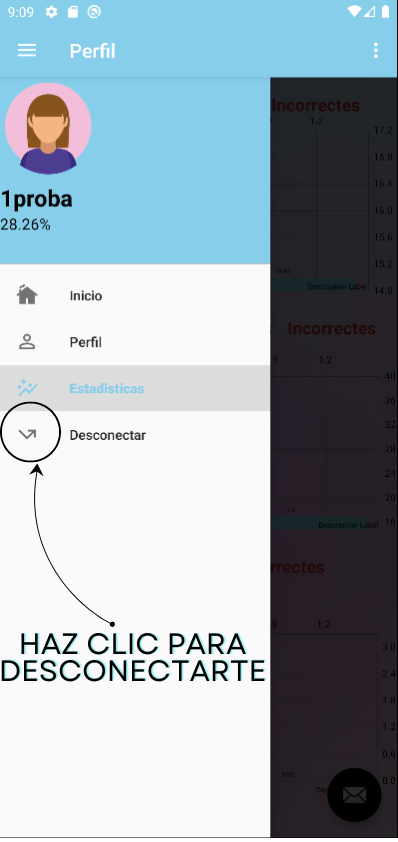 9:09
Perfil
1proba
28.26%
Inicio
Perfil
Estadisticas
Desconectar
HAZ CLIC PARA
DESCONECTARTE
Incorrectes
1.2
17.2
16.8
16.4
16.0
15.6
15.2
14.8
Description Label
Incorrectes
9
1.2
40
36
32
28
24
20
16
Description Label
rrectes
9
1.2
3.0
2.4
1.8
1.2
0.6
0.0